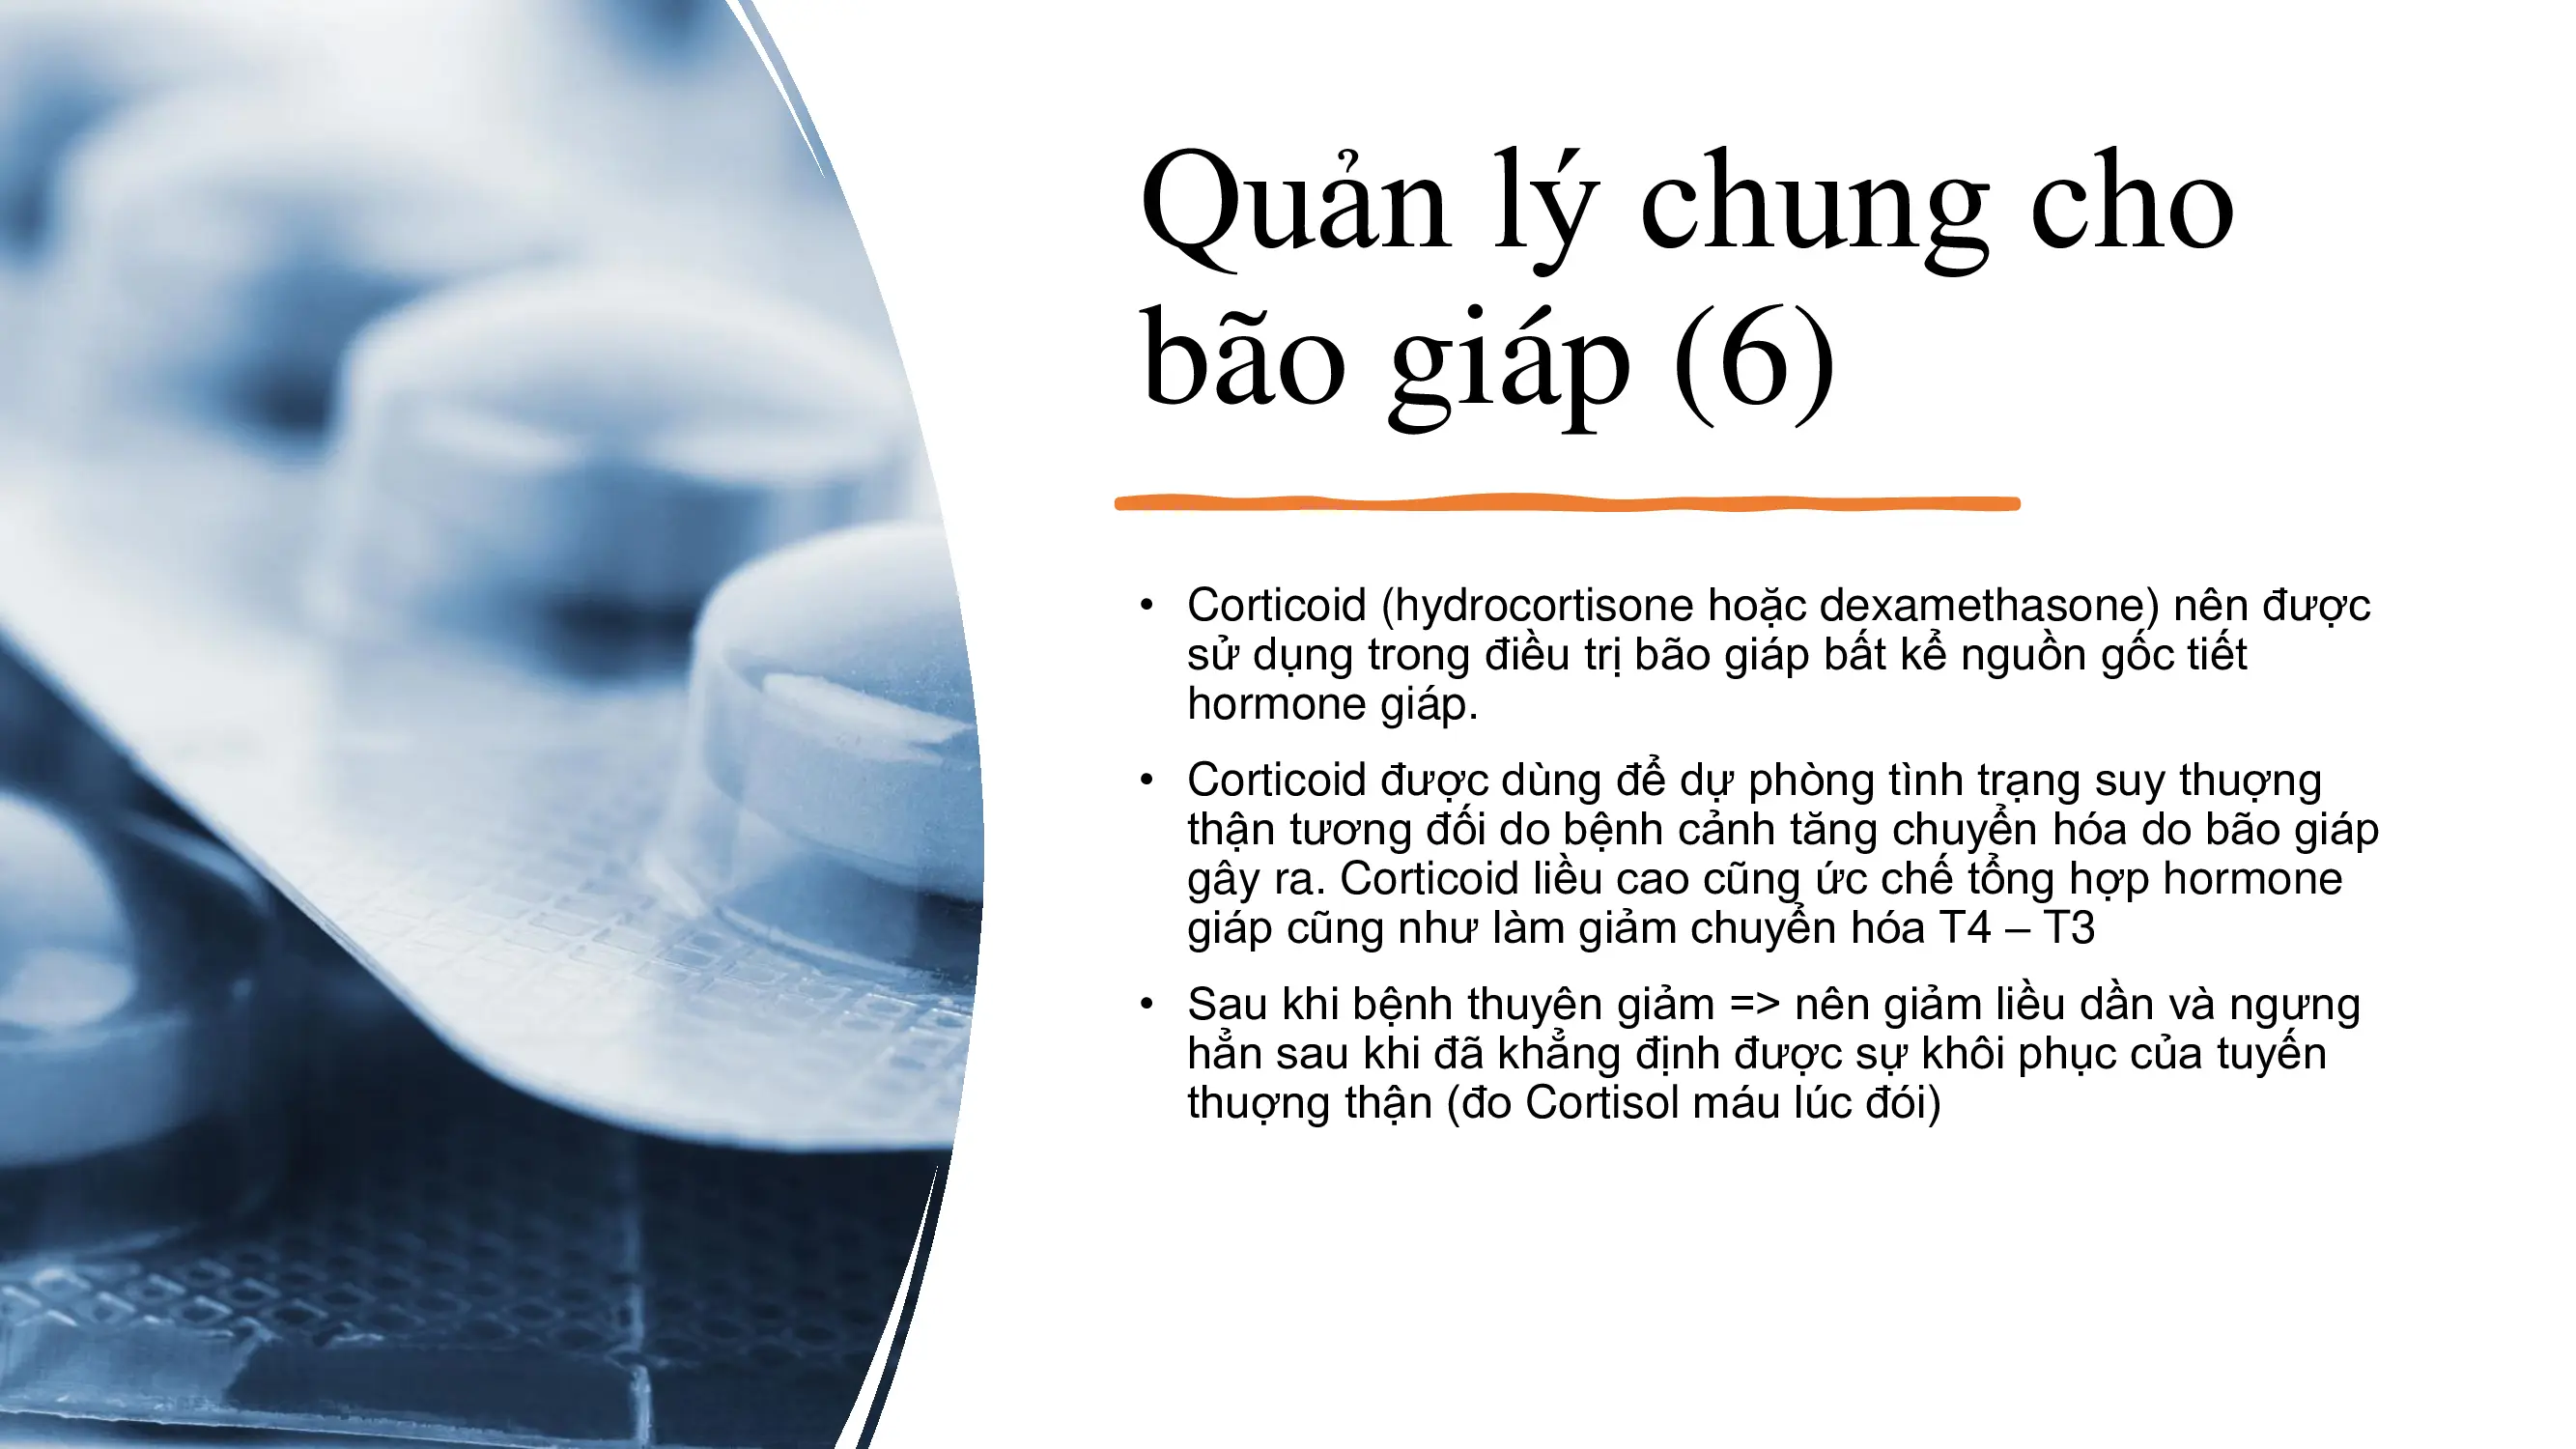 Quản lý chung cho
bão giáp (6)
• Corticoid (hydrocortisone hoặc dexamethasone) nên được
sử dụng trong điều trị bão giáp bất kể nguồn gốc tiết
hormone giáp.
• Corticoid được dùng để dự phòng tình trạng suy thuợng
thận tương đối do bệnh cảnh tăng chuyển hóa do bão giáp
gây ra. Corticoid liều cao cũng ức chế tổng hợp hormone
giáp cũng như làm giảm chuyển hóa T4 – T3
• Sau khi bệnh thuyên giảm => nên giảm liều dần và ngưng
hẳn sau khi đã khẳng định được sự khôi phục của tuyến
thuợng thận (đo Cortisol máu lúc đói)